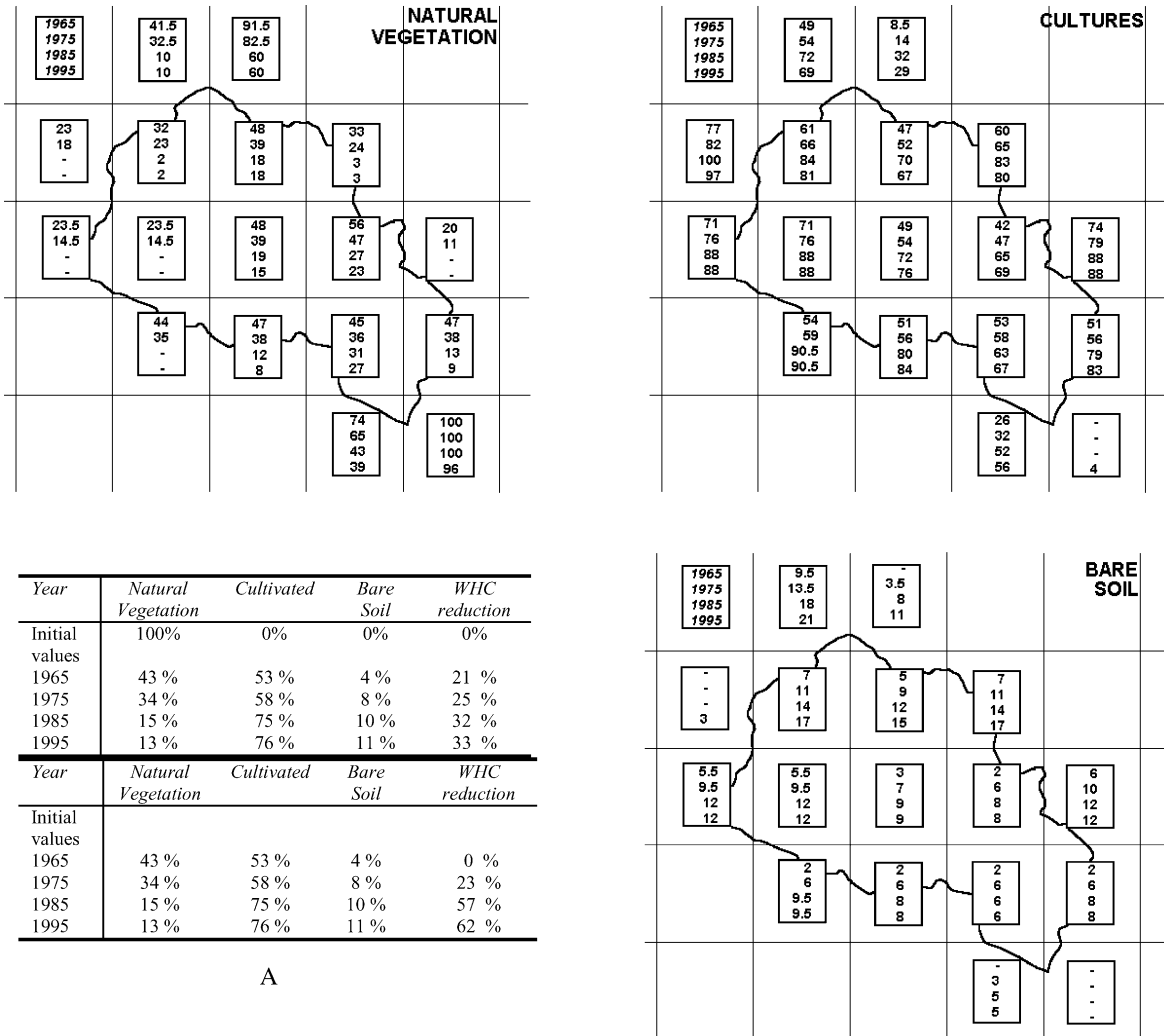 NATURAL
VEGETATION
1965 41.5 91.5
1975 32.5 82.5
1985 10 60
1995 10 60
23 32 48 33
18 23 39 24
- 2 18 3
- 2 18 3
23.5 23.5 48 56 20
14.5 14.5 39 47 11
- - 19 27 -
- - 15 23 -
44 47 45 47
35 38 36 38
- 12 31 13
- 8 27 9
74 100
65 100
43 100
39 96
CULTURES
1965 49 8.5
1975 54 14
1985 72 32
1995 69 29
77 61 47 60
82 66 52 65
100 84 70 83
97 81 67 80
71 71 49 42 74
76 76 54 47 79
88 88 72 65 88
88 88 76 69 88
54 51 53 51
59 56 58 56
90.5 80 63 79
90.5 84 67 83
26 -
32 -
52 -
56 4
Year Natural Vegetation Cultivated Bare Soil WHC reduction
Initial values 100% 0% 0% 0%
1965 43 % 53 % 4 % 21 %
1975 34 % 58 % 8 % 25 %
1985 15 % 75 % 10 % 32 %
1995 13 % 76 % 11 % 33 %
Year Natural Vegetation Cultivated Bare Soil WHC reduction
Initial values
1965 43 % 53 % 4 % 0 %
1975 34 % 58 % 8 % 23 %
1985 15 % 75 % 10 % 57 %
1995 13 % 76 % 11 % 62 %
A
BARE
SOIL
1965 9.5 -
1975 13.5 3.5
1985 18 8
1995 21 11
- 7 5 7
- 11 9 11
- 14 12 14
3 17 15 17
5.5 5.5 3 2 6
9.5 9.5 7 6 10
12 12 9 8 12
12 12 9 8 12
2 2 2 2
6 6 6 6
9.5 8 6 8
9.5 8 6 8
- -
3 -
5 -
5 -